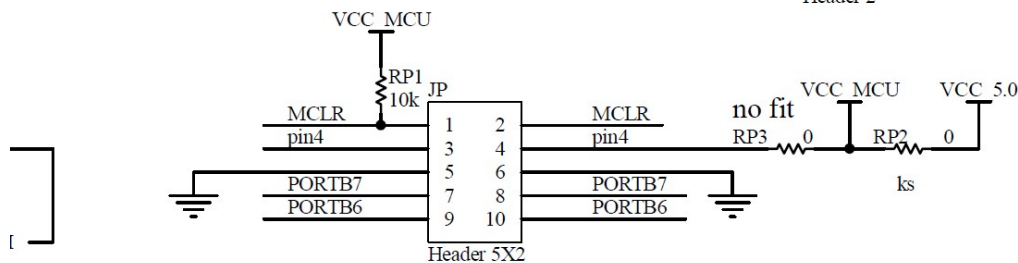 Header 2
VCC_MCU
RP1
10k
JP
VCC_MCU
VCC_5.0
no fit
MCLR
1
2
MCLR
RP3
0
RP2
0
pin4
3
4
pin4
5
6
ks
PORTB7
7
8
PORTB7
PORTB6
9
10
PORTB6
Header 5X2